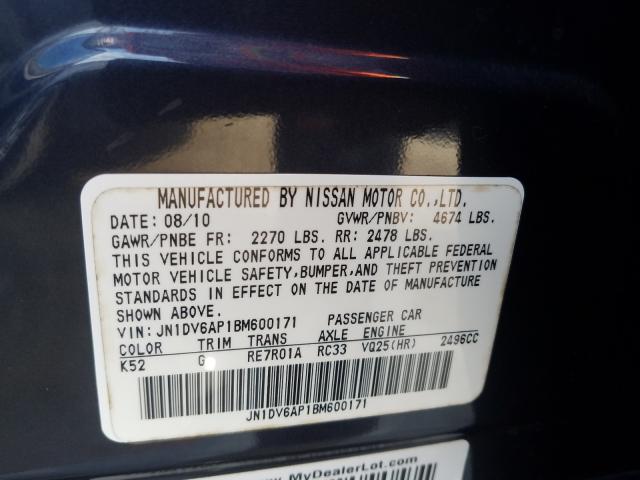 MANUFACTURED BY NISSAN MOTOR CO.,LTD.
DATE: 08/10 GVWR/PNBV: 4674 LBS.
GAWR/PNBE FR: 2270 LBS. RR: 2478 LBS.
THIS VEHICLE CONFORMS TO ALL APPLICABLE FEDERAL
MOTOR VEHICLE SAFETY,BUMPER,AND THEFT PREVENTION
STANDARDS IN EFFECT ON THE DATE OF MANUFACTURE
SHOWN ABOVE.
VIN: JN1DV6AP1BM600171 PASSENGER CAR
COLOR TRIM TRANS AXLE ENGINE
K52 G RE7R01A RC33 VQ25(HR) 2496CC
JN1DV6AP1BM600171
www.MyDealerLot.com